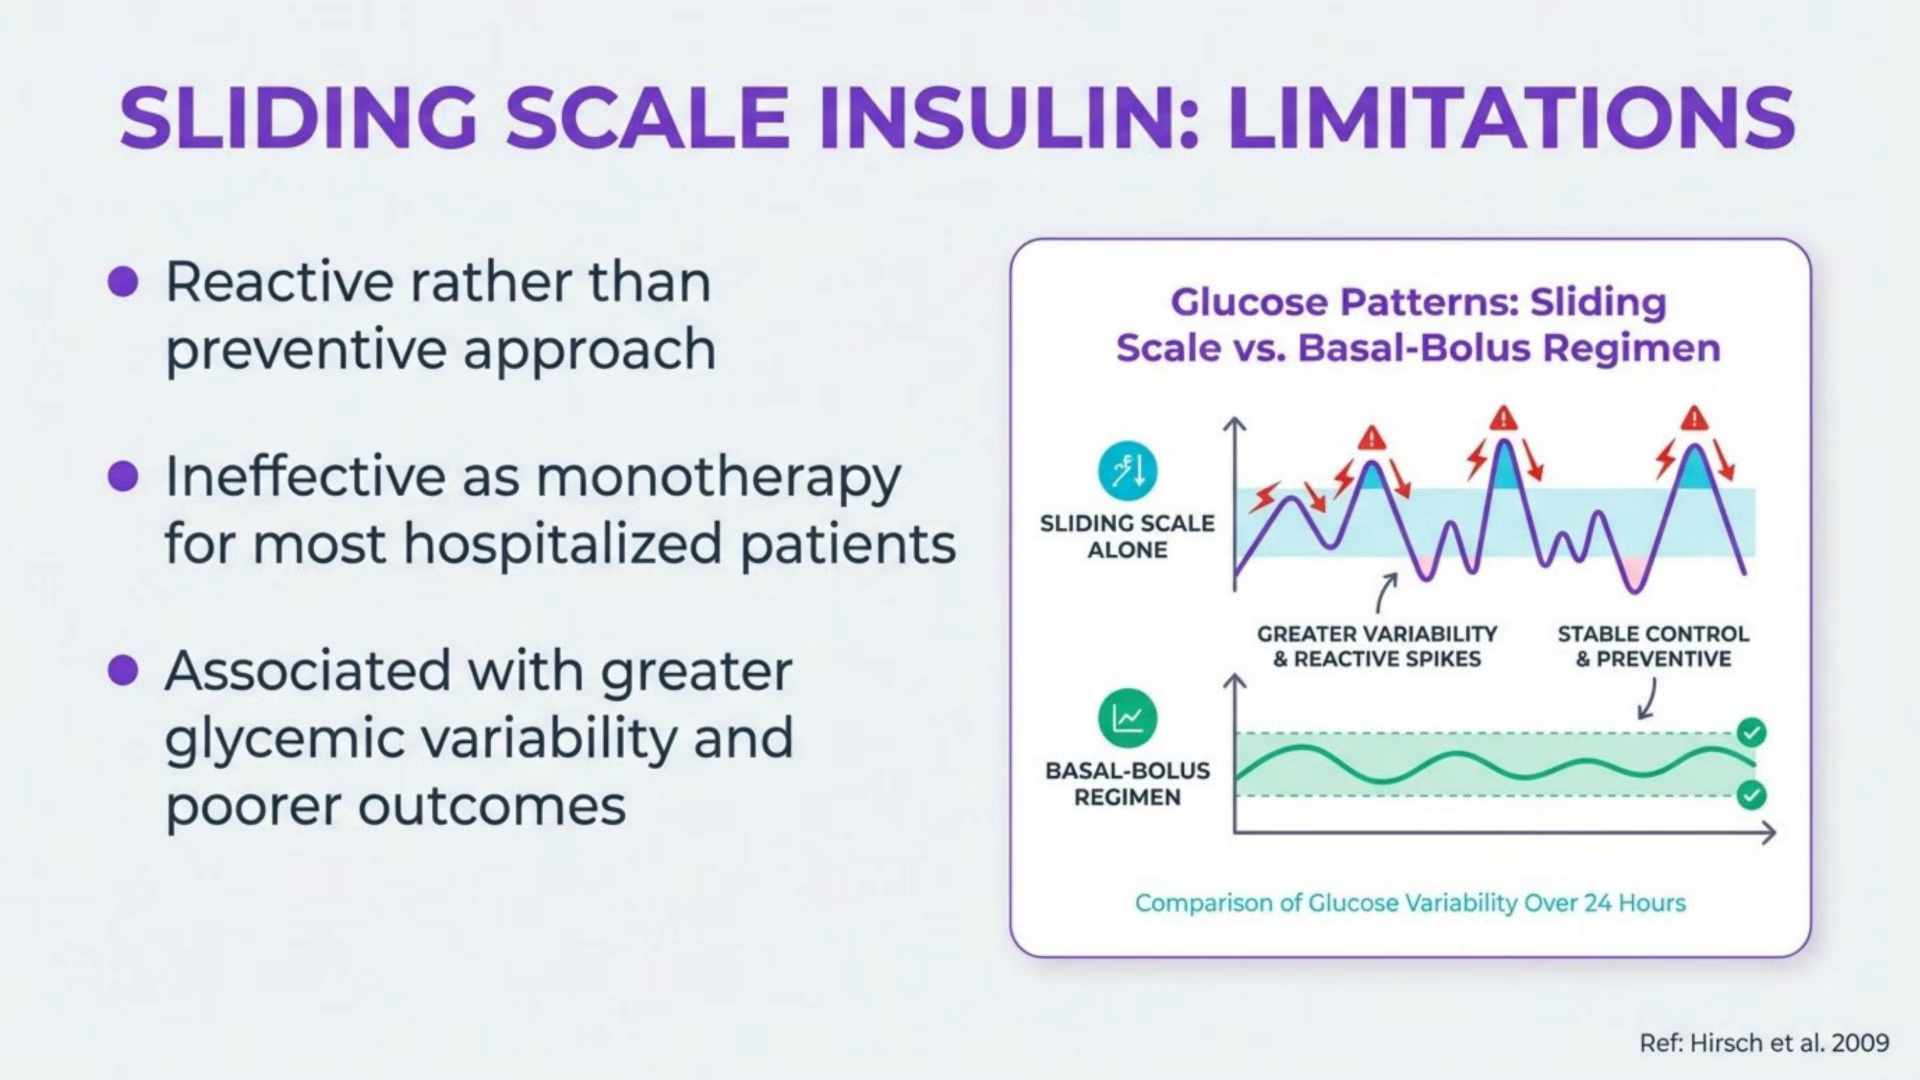 SLIDING SCALE INSULIN: LIMITATIONS
Reactive rather than
preventive approach
Ineffective as monotherapy
for most hospitalized patients
Associated with greater
glycemic variability and
poorer outcomes
Glucose Patterns: Sliding
Scale vs. Basal-Bolus Regimen
SLIDING SCALE
ALONE
GREATER VARIABILITY
& REACTIVE SPIKES
STABLE CONTROL
& PREVENTIVE
BASAL-BOLUS
REGIMEN
Comparison of Glucose Variability Over 24 Hours
Ref: Hirsch et al. 2009